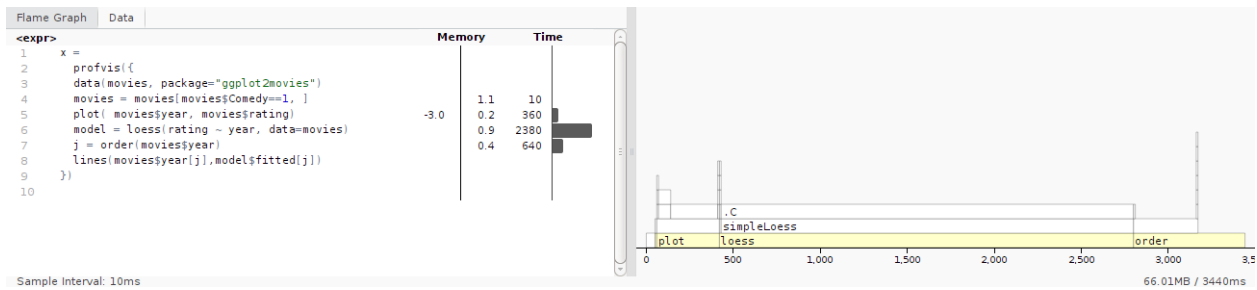 Flame Graph Data
<expr> Memory Time
1 x =
2 profvis({
3 data(movies, package="ggplot2movies")
4 movies = movies[movies$Comedy==1, ] 1.1 10
5 plot( movies$year, movies$rating) -3.0 0.2 360
6 model = loess(rating ~ year, data=movies) 0.9 2380
7 j = order(movies$year) 0.4 640
8 lines(movies$year[j],model$fitted[j])
9 })
10
.C
simpleLoess
plot loess order
0 500 1,000 1,500 2,000 2,500 3,000 3,5
Sample Interval: 10ms 66.01MB / 3440ms